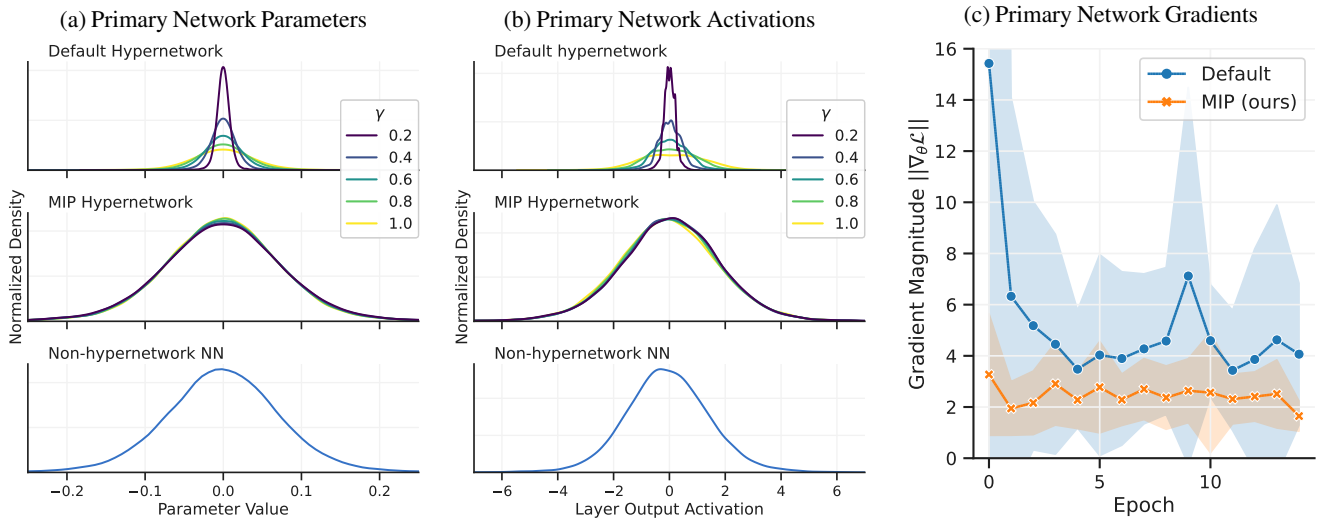 (a) Primary Network Parameters
Default Hypernetwork
γ
0.2
0.4
0.6
0.8
1.0
MIP Hypernetwork
Normalized Density
Non-hypernetwork NN
−0.2 −0.1 0.0 0.1 0.2
Parameter Value
(b) Primary Network Activations
Default hypernetwork
γ
0.2
0.4
0.6
0.8
1.0
MIP Hypernetwork
Normalized Density
Non-hypernetwork NN
−6 −4 −2 0 2 4 6
Layer Output Activation
(c) Primary Network Gradients
16
14
12
10
8
6
4
2
0
Gradient Magnitude ||∇θℒ||
Default
MIP (ours)
0 5 10
Epoch